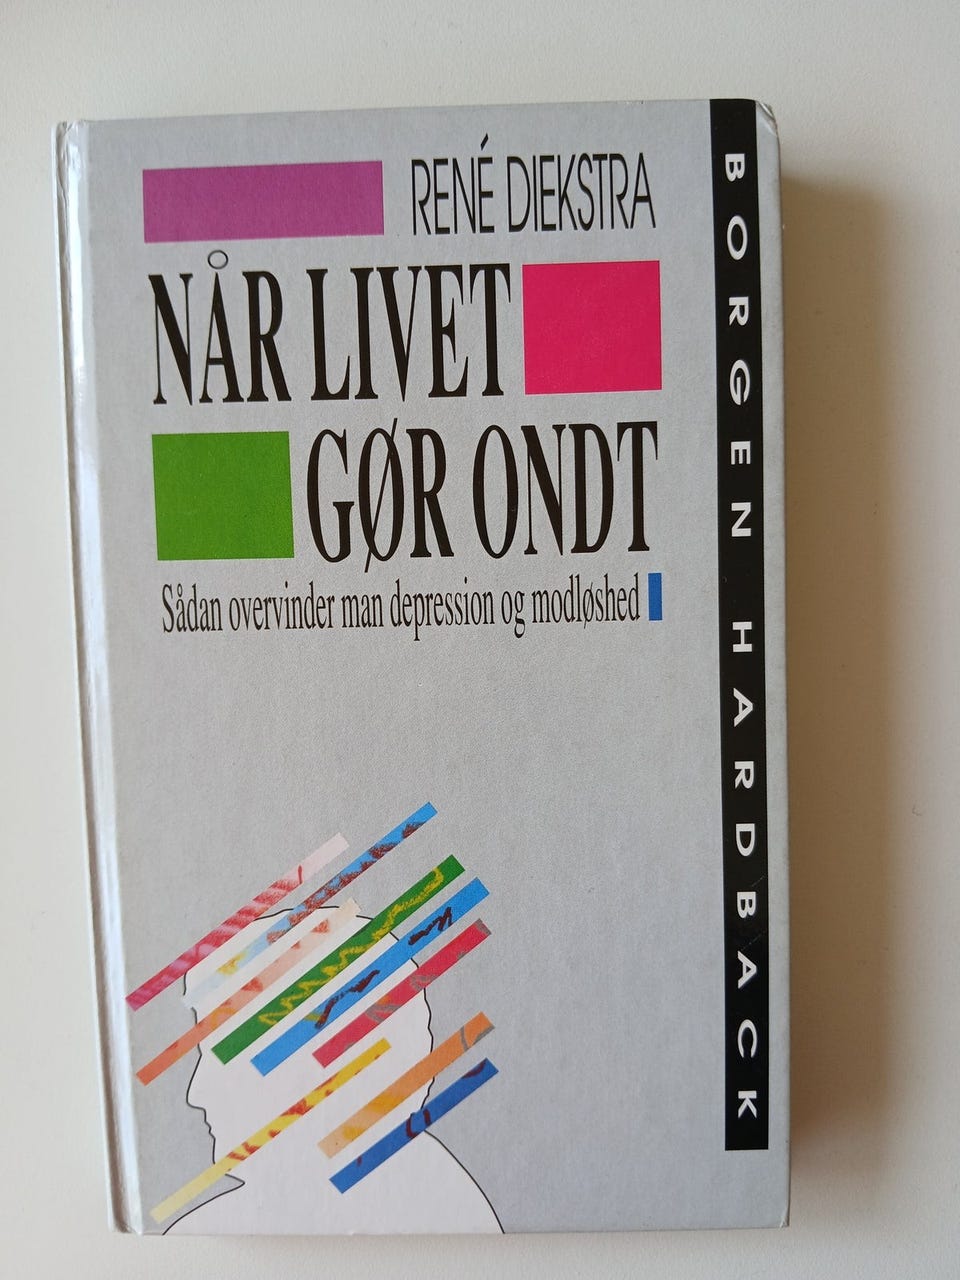 RENÉ DIEKSTRA
NÅR LIVET
GØR ONDT
Sådan overvinder man depression og modløshed
BORGEN HARDBACK